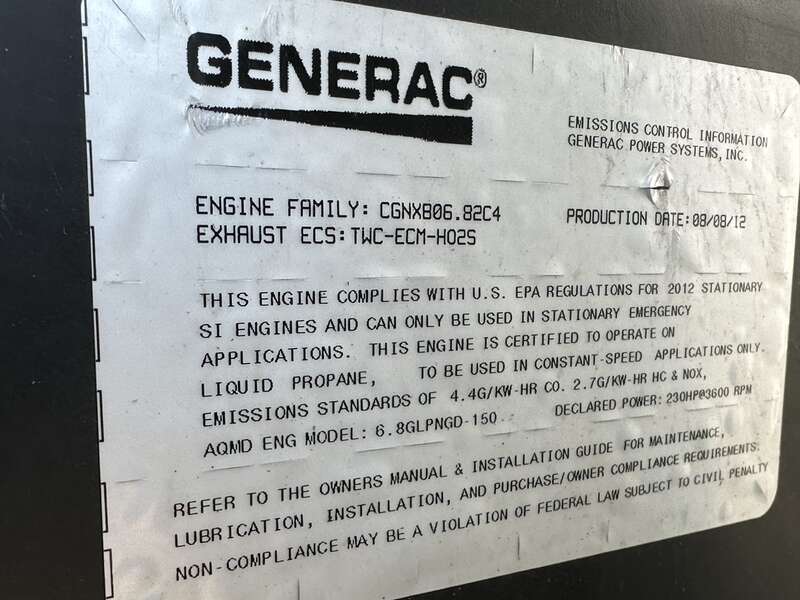 GENERAC®
EMISSIONS CONTROL INFORMATION
GENERAC POWER SYSTEMS, INC.
ENGINE FAMILY: CGNXB06.82C4
PRODUCTION DATE: 08/08/12
EXHAUST ECS: TWC-ECM-HO2S
THIS ENGINE COMPLIES WITH U.S. EPA REGULATIONS FOR 2012 STATIONARY
SI ENGINES AND CAN ONLY BE USED IN STATIONARY EMERGENCY
APPLICATIONS. THIS ENGINE IS CERTIFIED TO OPERATE ON
LIQUID PROPANE, TO BE USED IN CONSTANT-SPEED APPLICATIONS ONLY.
EMISSIONS STANDARDS OF 4.4G/KW-HR CO. 2.7G/KW-HR HC & NOX,
AQMD ENG MODEL: 6.8GLPNGD-150 DECLARED POWER: 230HP@3600 RPM
REFER TO THE OWNERS MANUAL & INSTALLATION GUIDE FOR MAINTENANCE,
LUBRICATION, INSTALLATION, AND PURCHASE/OWNER COMPLIANCE REQUIREMENTS.
NON-COMPLIANCE MAY BE A VIOLATION OF FEDERAL LAW SUBJECT TO CIVIL PENALTY